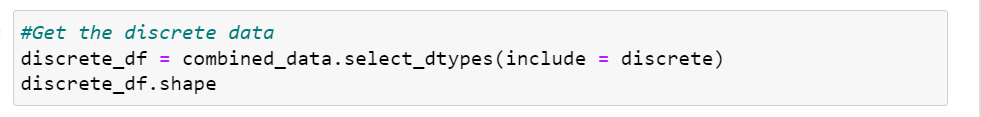 #Get the discrete data
discrete_df = combined_data.select_dtypes(include = discrete)
discrete_df.shape